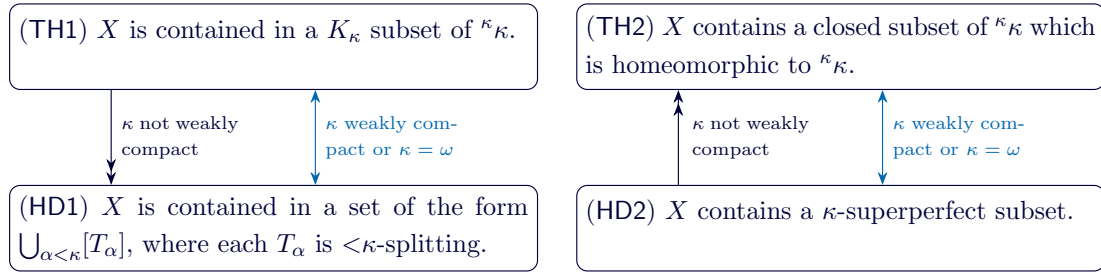 (TH1) X is contained in a K_κ subset of ^κκ.
κ not weakly
compact
κ weakly com-
pact or κ = ω
(HD1) X is contained in a set of the form
⋃_{α<κ}[T_α], where each T_α is <κ-splitting.
(TH2) X contains a closed subset of ^κκ which
is homeomorphic to ^κκ.
κ not weakly
compact
κ weakly com-
pact or κ = ω
(HD2) X contains a κ-superperfect subset.